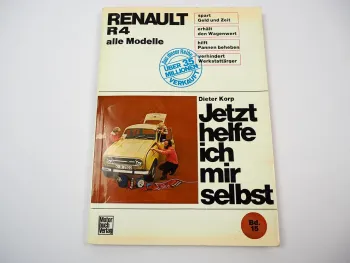 RENAULT
R4
alle Modelle
spart
Geld und Zeit
erhält
den Wagenwert
hilft
Pannen beheben
verhindert
Werkstattärger
ÜBER 35
MILLIONEN
VERKAUFT
Dieter Korp
Jetzt
helfe
ich
mir
selbst
Motor
buch
Verlag
Bd.
15